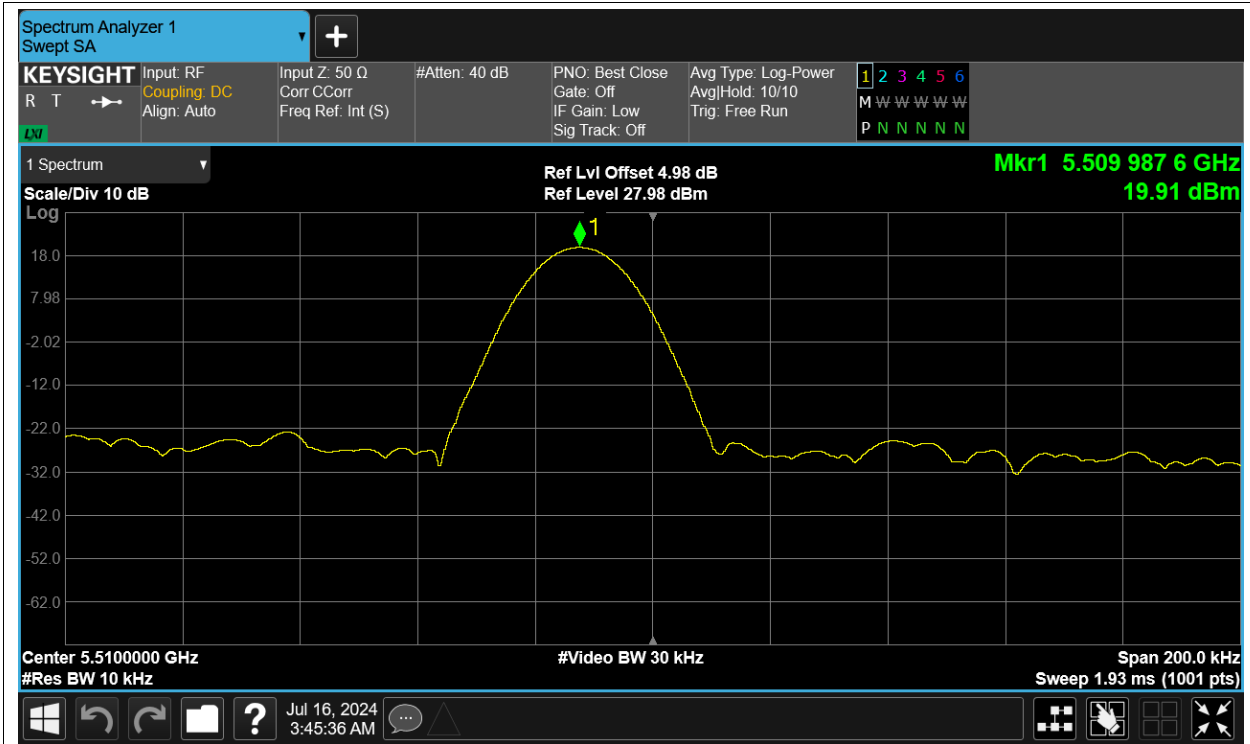 Spectrum Analyzer 1
Swept SA
+
KEYSIGHT
R T
LXI
Input: RF
Coupling: DC
Align: Auto
Input Z: 50 Ω
Corr CCorr
Freq Ref: Int (S)
#Atten: 40 dB
PNO: Best Close
Gate: Off
IF Gain: Low
Sig Track: Off
Avg Type: Log-Power
Avg|Hold: 10/10
Trig: Free Run
1 2 3 4 5 6
M W W W W W
P N N N N N
1 Spectrum
Scale/Div 10 dB
Log
Ref Lvl Offset 4.98 dB
Ref Level 27.98 dBm
Mkr1 5.509 987 6 GHz
19.91 dBm
1
18.0
7.98
-2.02
-12.0
-22.0
-32.0
-42.0
-52.0
-62.0
Center 5.5100000 GHz
#Res BW 10 kHz
#Video BW 30 kHz
Span 200.0 kHz
Sweep 1.93 ms (1001 pts)
?
Jul 16, 2024
3:45:36 AM